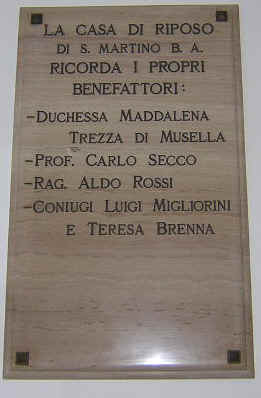 LA CASA DI RIPOSO
DI S. MARTINO B. A.
RICORDA I PROPRI
BENEFATTORI:
-DUCHESSA MADDALENA
TREZZA DI MUSELLA
-PROF. CARLO SECCO
-RAG. ALDO ROSSI
-CONIUGI LUIGI MIGLIORINI
E TERESA BRENNA